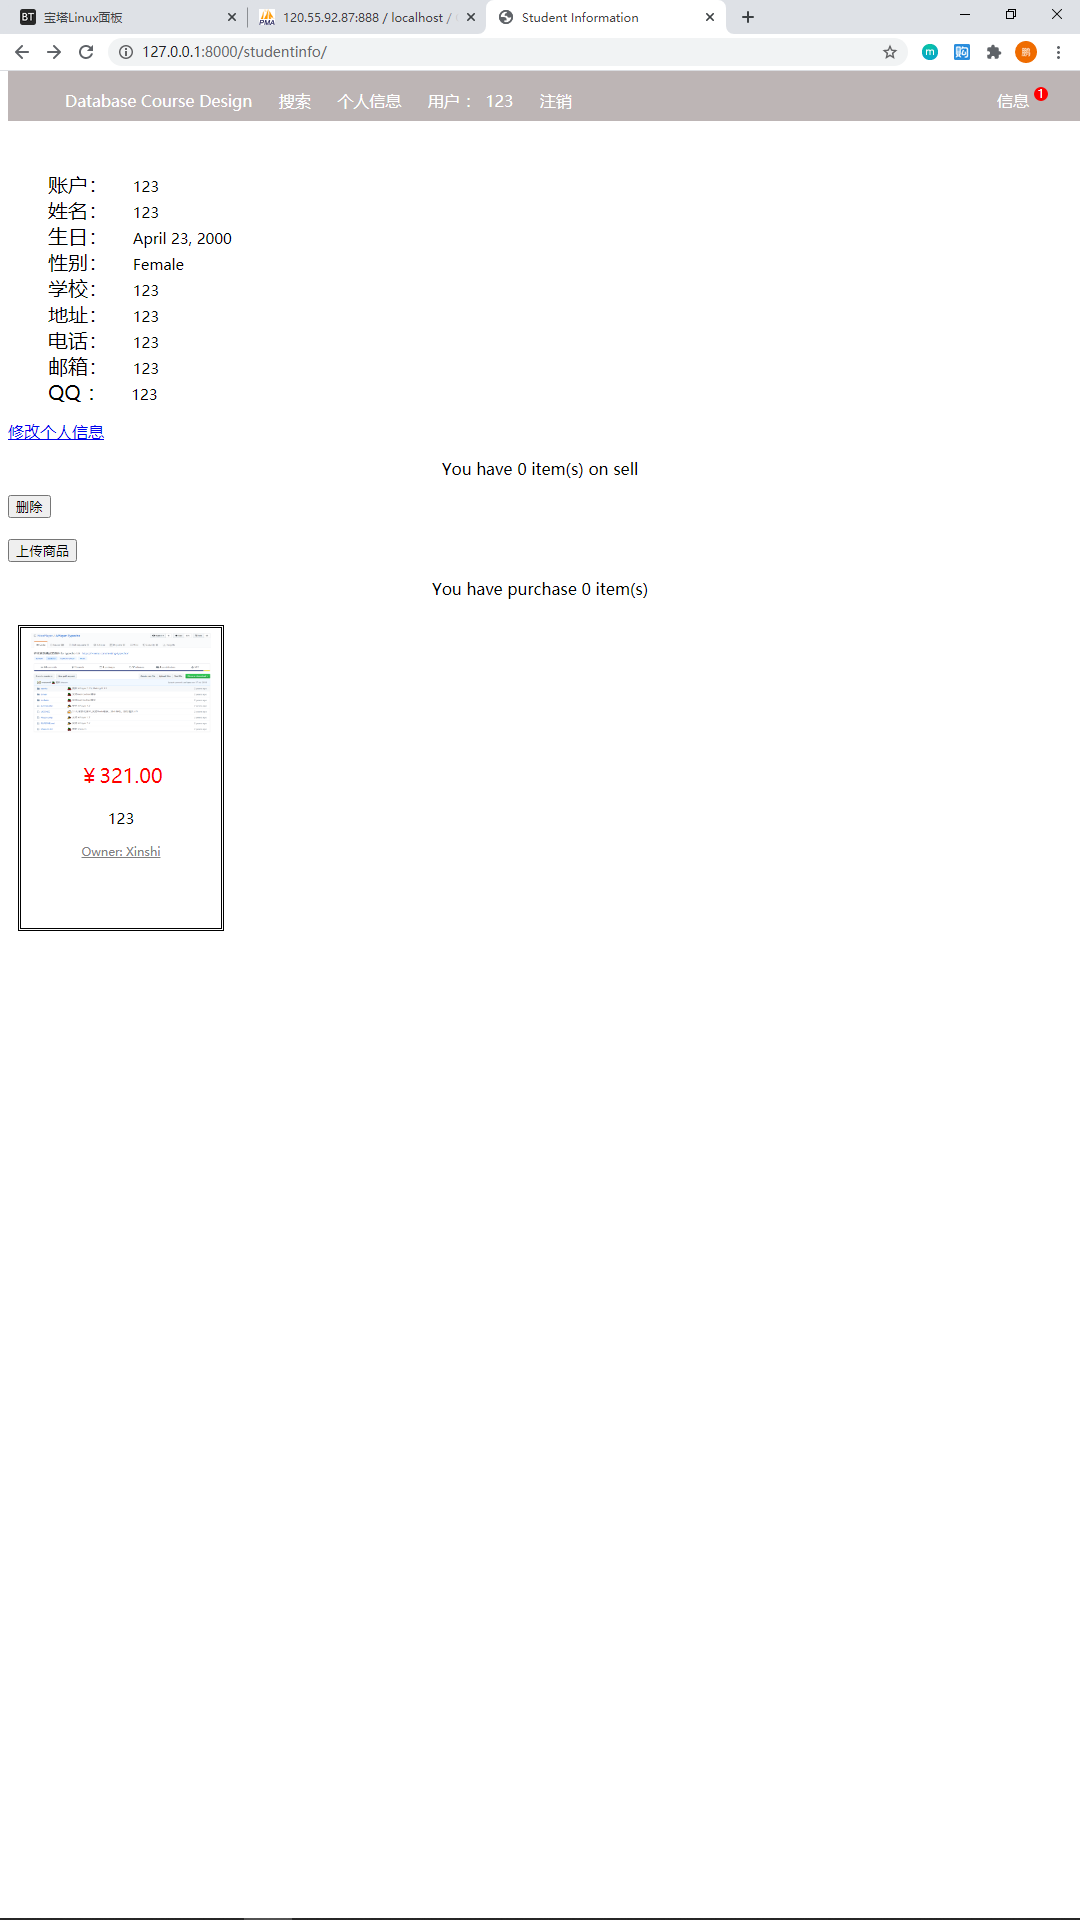 BT 宝塔Linux面板
PMA 120.55.92.87:888 / localhost /
Student Information
127.0.0.1:8000/studentinfo/
m 购 鹏
Database Course Design 搜索 个人信息 用户： 123 注销 信息 1
账户： 123
姓名： 123
生日： April 23, 2000
性别： Female
学校： 123
地址： 123
电话： 123
邮箱： 123
QQ： 123
修改个人信息
You have 0 item(s) on sell
删除
上传商品
You have purchase 0 item(s)
¥ 321.00
123
Owner: Xinshi